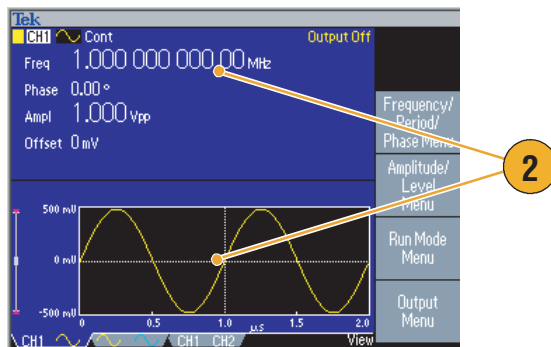 Tek
CH1 Cont Output Off
Freq 1.000 000 000 00 MHz
Phase 0.00 °
Ampl 1.000 Vpp
Offset 0 mV
Frequency/
Period/
Phase Menu
Amplitude/
Level
Menu
Run Mode
Menu
Output
Menu
2
500 mV
0 mV
-500 mV
0 0.5 1.0 µs 1.5 2.0
CH1 CH1 CH2 View